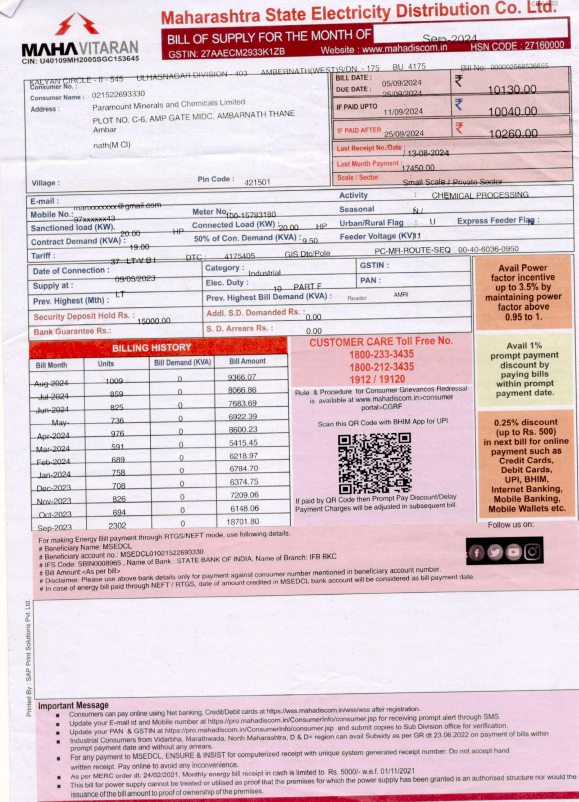 Maharashtra State Electricity Distribution Co. Ltd.
MAHAVITARAN
CIN: U40109MH2005SGC153645
BILL OF SUPPLY FOR THE MONTH OF Sep-2024
GSTIN: 27AAECM2933K1ZB Website : www.mahadiscom.in HSN CODE : 27160000
KALYAN CIRCLE - II - 545 ULHASNAGAR DIVISION - 403 AMBERNATH(WEST)S/DN. - 175 BU 4175 Bill No: 000002568536655
Consumer No. :
Consumer Name : 021522693330
Address : Paramount Minerals and Chemicals Limited
PLOT NO. C-6, AMP GATE MIDC, AMBARNATH THANE
Ambar
nath(M Cl)
Village : Pin Code : 421501
BILL DATE : 05/09/2024 ₹
DUE DATE : 25/09/2024 10130.00
IF PAID UPTO 11/09/2024 ₹ 10040.00
IF PAID AFTER 25/09/2024 ₹ 10260.00
Last Receipt No./Date :
13-08-2024
Last Month Payment :
17450.00
Scale / Sector Small Scale / Private Sector
E-mail : manxxxxxxx@gmail.com Activity : CHEMICAL PROCESSING
Mobile No.: 97xxxxxx43 Meter No.: 100-15783180 Seasonal : N /
Sanctioned load (KW). 20.00 HP Connected Load (KW): 20.00 HP Urban/Rural Flag : U Express Feeder Flag : N
Contract Demand (KVA) : 19.00 50% of Con. Demand (KVA) : 9.50 Feeder Voltage (KV): 11
Tariff : 37 LT-V B I DTC : 4175405 GIS Dtc/Pole PC-MR-ROUTE-SEQ 00-40-6036-0950
Date of Connection : 09/05/2023 Category : Industrial GSTIN :
Supply at : LT Elec. Duty : 10 PART F PAN :
Prev. Highest (Mth) : Prev. Highest Bill Demand (KVA) : Reader AMRI
Security Deposit Hold Rs. : 15000.00 Addl. S.D. Demanded Rs. : 0.00
Bank Guarantee Rs.: S. D. Arrears Rs. : 0.00
BILLING HISTORY
Bill Month Units Bill Demand (KVA) Bill Amount
Aug-2024 1009 0 9366.07
Jul-2024 859 0 8066.86
Jun-2024 825 0 7683.69
May- 736 0 6922.39
Apr-2024 976 0 8600.23
Mar-2024 591 0 5415.45
Feb-2024 689 0 6218.97
Jan-2024 758 0 6784.70
Dec-2023 708 0 6374.75
Nov-2023 826 0 7209.06
Oct-2023 694 0 6148.06
Sep-2023 2302 0 18701.80
CUSTOMER CARE Toll Free No.
1800-233-3435
1800-212-3435
1912 / 19120
Rule & Procedure for Consumer Grievances Redressal
is available at www.mahadiscom.in>consumer
portal>CGRF
Scan this QR Code with BHIM App for UPI
If paid by QR Code then Prompt Pay Discount/Delay
Payment Charges will be adjusted in subsequent bill.
Avail Power
factor incentive
up to 3.5% by
maintaining power
factor above
0.95 to 1.
Avail 1%
prompt payment
discount by
paying bills
within prompt
payment date.
0.25% discount
(up to Rs. 500)
in next bill for online
payment such as
Credit Cards,
Debit Cards,
UPI, BHIM,
Internet Banking,
Mobile Banking,
Mobile Wallets etc.
Follow us on:
For making Energy Bill payment through RTGS/NEFT mode, use following details.
# Beneficiary Name: MSEDCL
# Beneficiary account no.: MSEDCL01021522693330
# IFS Code: SBIN0008965 , Name of Bank : STATE BANK OF INDIA, Name of Branch: IFB BKC
# Bill Amount <As per bill>
# Disclaimer: Please use above bank details only for payment against consumer number mentioned in beneficiary account number.
# In case of energy bill paid through NEFT / RTGS, date of amount credited in MSEDCL bank account will be considered as bill payment date.
Printed By : SAP Print Solutions Pvt. Ltd.
Important Message
Consumers can pay online using Net banking, Credit/Debit cards at https://wss.mahadiscom.in/wss/wss after registration.
Update your E-mail id and Mobile number at https://pro.mahadiscom.in/ConsumerInfo/consumer.jsp for receiving prompt alert through SMS.
Update your PAN & GSTIN at https://pro.mahadiscom.in/ConsumerInfo/consumer.jsp and submit copies to Sub Division office for verification.
Industrial Consumers from Vidarbha, Marathwada, North Maharashtra, D & D+ region can avail Subsidy as per GR dt 23.06.2022 on payment of bills within
prompt payment date and without any arrears.
For any payment to MSEDCL, ENSURE & INSIST for computerized receipt with unique system generated receipt number. Do not accept hand
written receipt. Pay online to avoid any inconvenience.
As per MERC order dt. 24/02/2021, Monthly energy bill receipt in cash is limited to Rs. 5000/- w.e.f. 01/11/2021
This bill for power supply cannot be treated or utilised as proof that the premises for which the power supply has been granted is an authorised structure nor would the
issuance of the bill amount to proof of ownership of the premises.